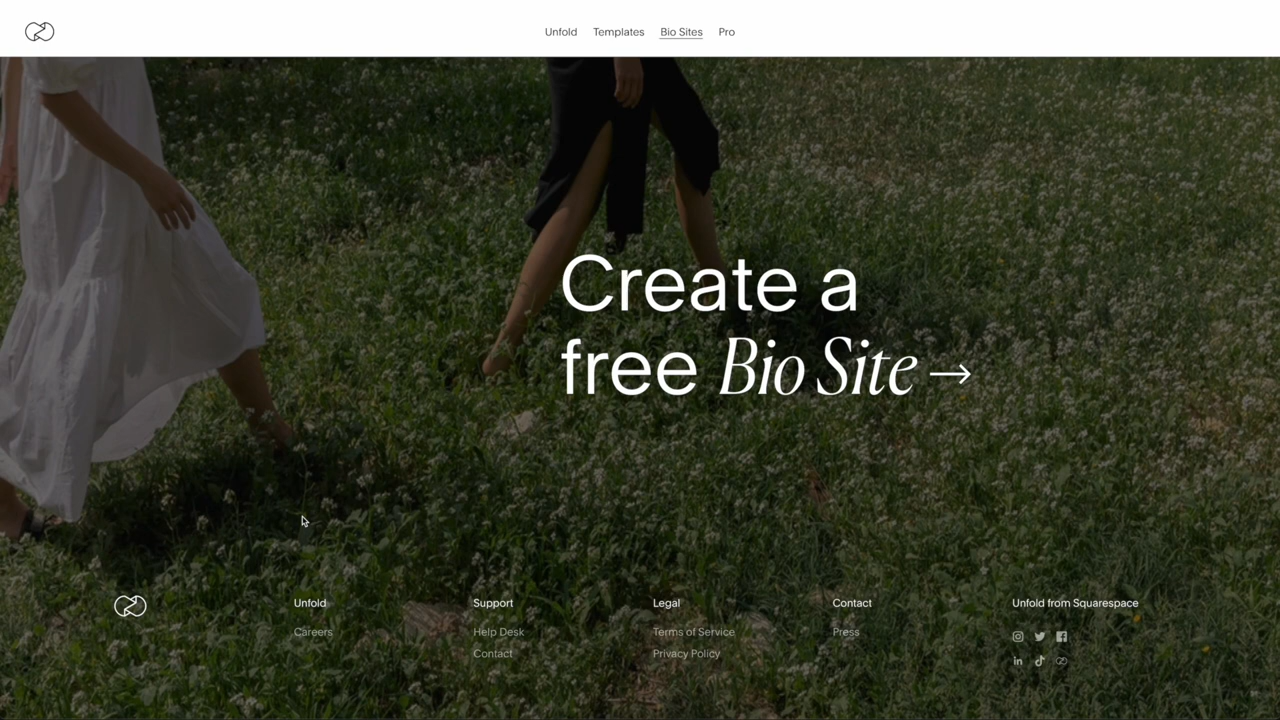 Unfold Templates Bio Sites Pro
Create a
free Bio Site →
Unfold Support Legal Contact Unfold from Squarespace
Careers Help Desk Terms of Service Press
Contact Privacy Policy